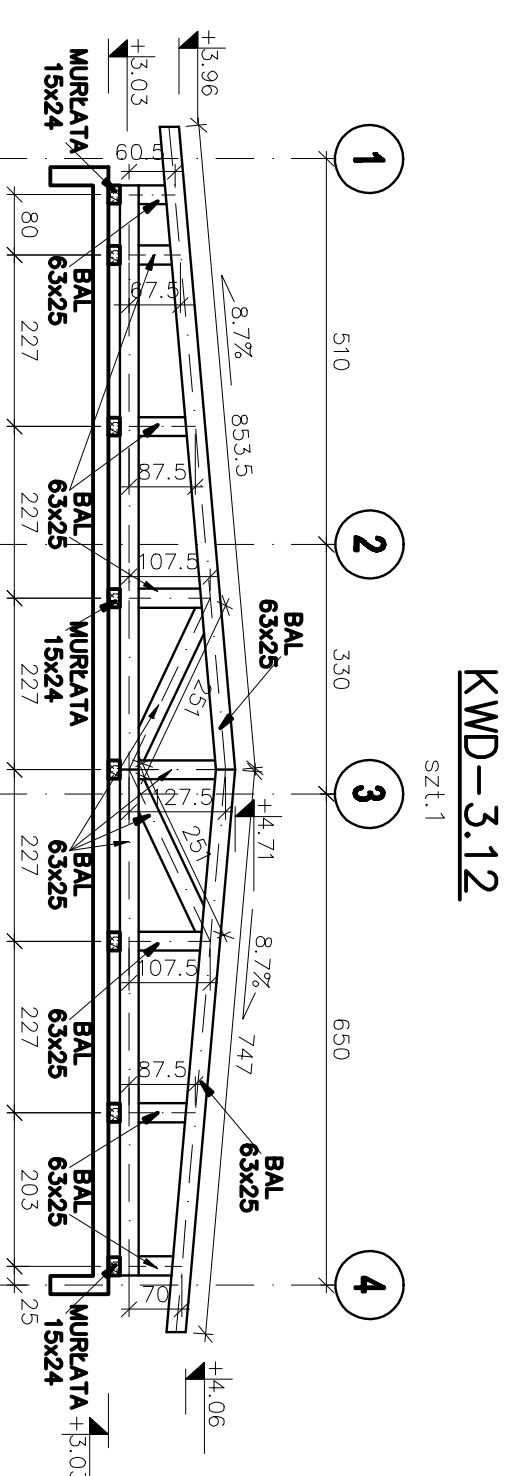 KWD-3.12
szt.1
1
2
3
4
510
330
650
+3.96
+3.03
8.7%
853.5
+4.71
8.7%
747
+4.06
BAL
63x25
BAL
63x25
60.5
67.5
87.5
107.5
127.5
107.5
87.5
70
251
251
MURŁATA
15x24
BAL
63x25
BAL
63x25
MURŁATA
15x24
BAL
63x25
BAL
63x25
BAL
63x25
MURŁATA
15x24
80
227
227
227
227
227
203
25